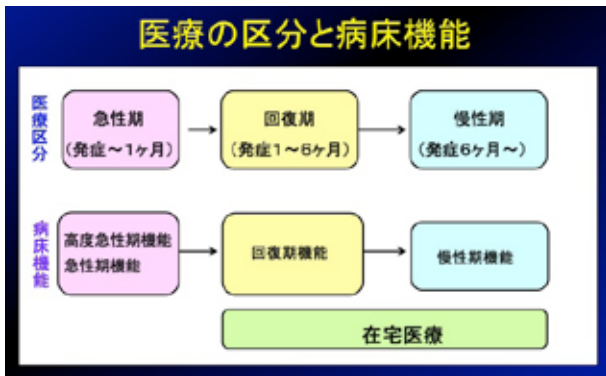 医療の区分と病床機能
医療区分
急性期
(発症～1ヶ月)
回復期
(発症1～6ヶ月)
慢性期
(発症6ヶ月～)
病床機能
高度急性期機能
急性期機能
回復期機能
慢性期機能
在宅医療